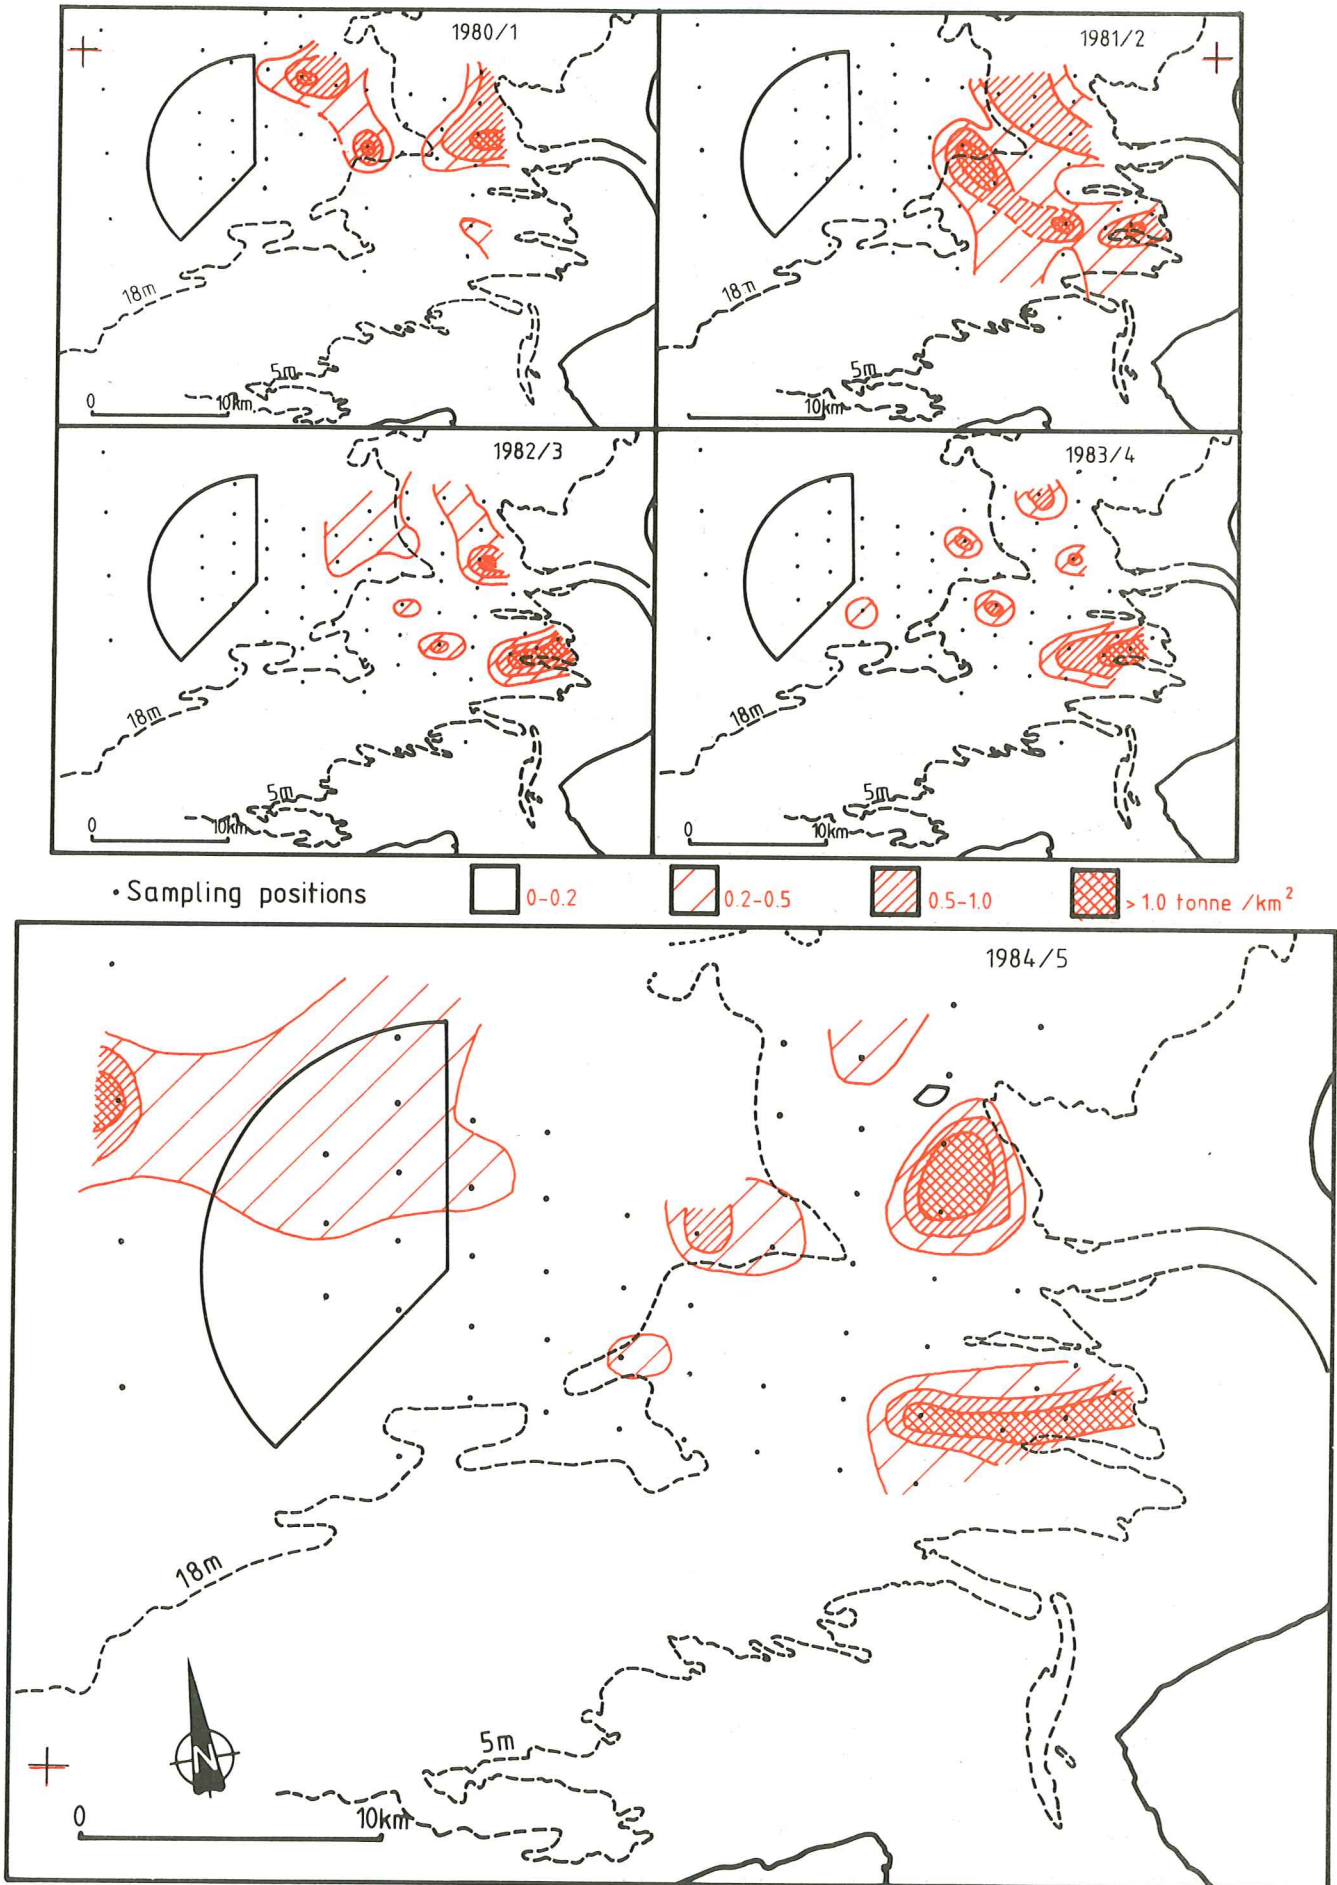 1980/1
18m
5m
0 10km
1981/2
18m
5m
10km
1982/3
18m
5m
0 10km
1983/4
18m
5m
0 10km
• Sampling positions 0-0.2 0.2-0.5 0.5-1.0 > 1.0 tonne /km²
1984/5
18m
N
5m
0 10km